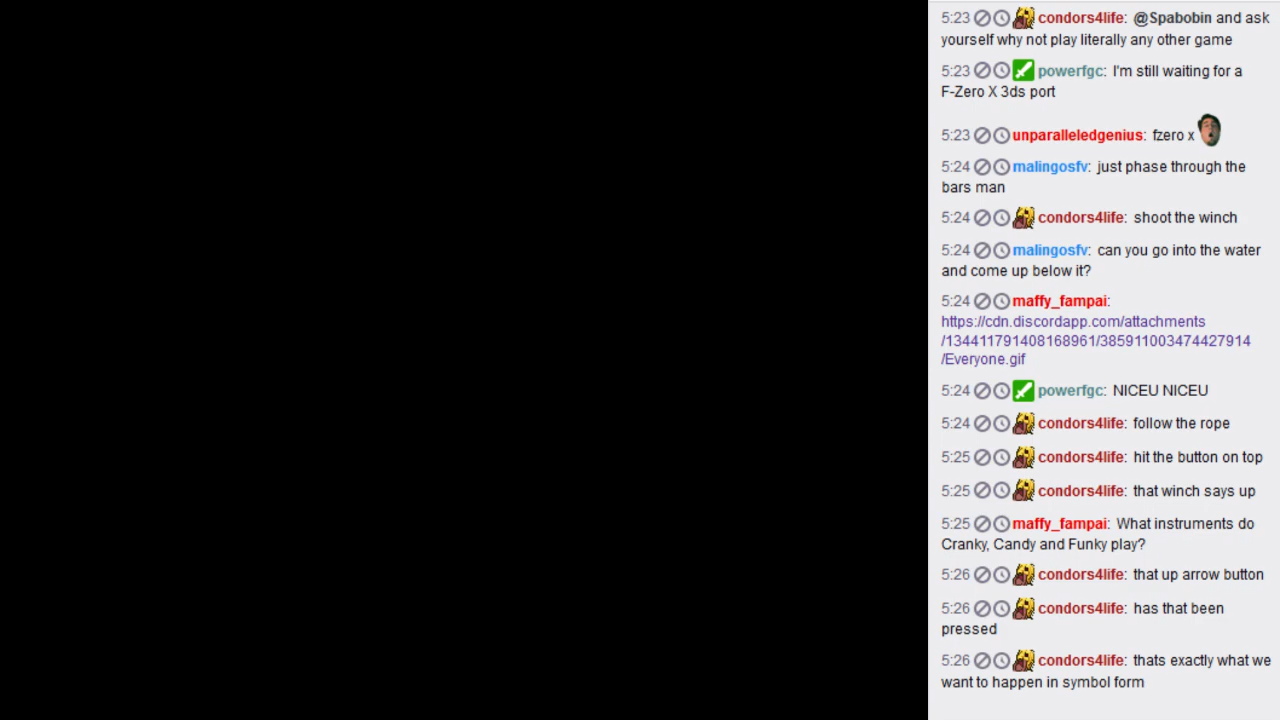 5:23 condors4life: @Spabobin and ask
yourself why not play literally any other game
5:23 powerfgc: I'm still waiting for a
F-Zero X 3ds port
5:23 unparalleledgenius: fzero x
5:24 malingosfv: just phase through the
bars man
5:24 condors4life: shoot the winch
5:24 malingosfv: can you go into the water
and come up below it?
5:24 maffy_fampai:
https://cdn.discordapp.com/attachments
/134411791408168961/385911003474427914
/Everyone.gif
5:24 powerfgc: NICEU NICEU
5:24 condors4life: follow the rope
5:25 condors4life: hit the button on top
5:25 condors4life: that winch says up
5:25 maffy_fampai: What instruments do
Cranky, Candy and Funky play?
5:26 condors4life: that up arrow button
5:26 condors4life: has that been
pressed
5:26 condors4life: thats exactly what we
want to happen in symbol form